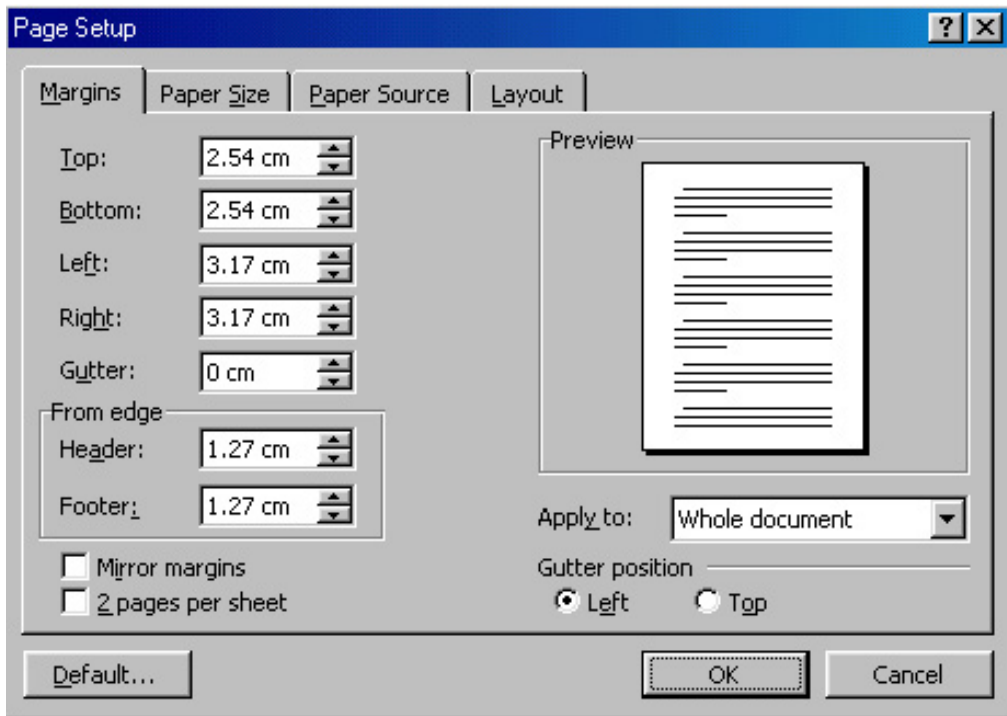 Page Setup
Margins Paper Size Paper Source Layout
Top: 2.54 cm
Bottom: 2.54 cm
Left: 3.17 cm
Right: 3.17 cm
Gutter: 0 cm
From edge
Header: 1.27 cm
Footer: 1.27 cm
Mirror margins
2 pages per sheet
Preview
Apply to: Whole document
Gutter position
Left Top
Default... OK Cancel